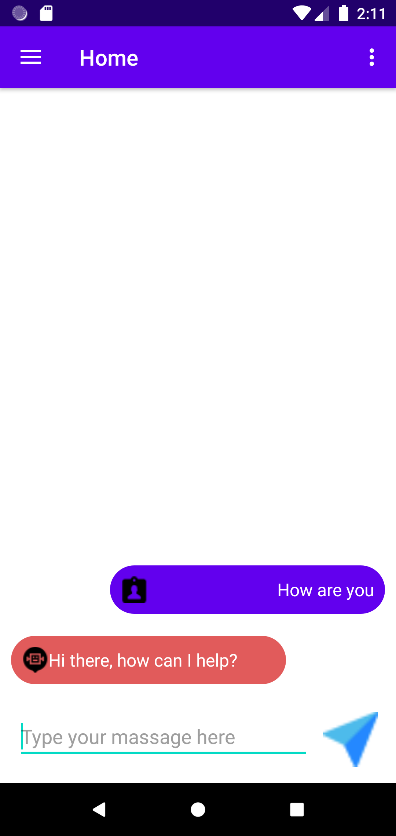 2:11
Home
How are you
Hi there, how can I help?
Type your massage here